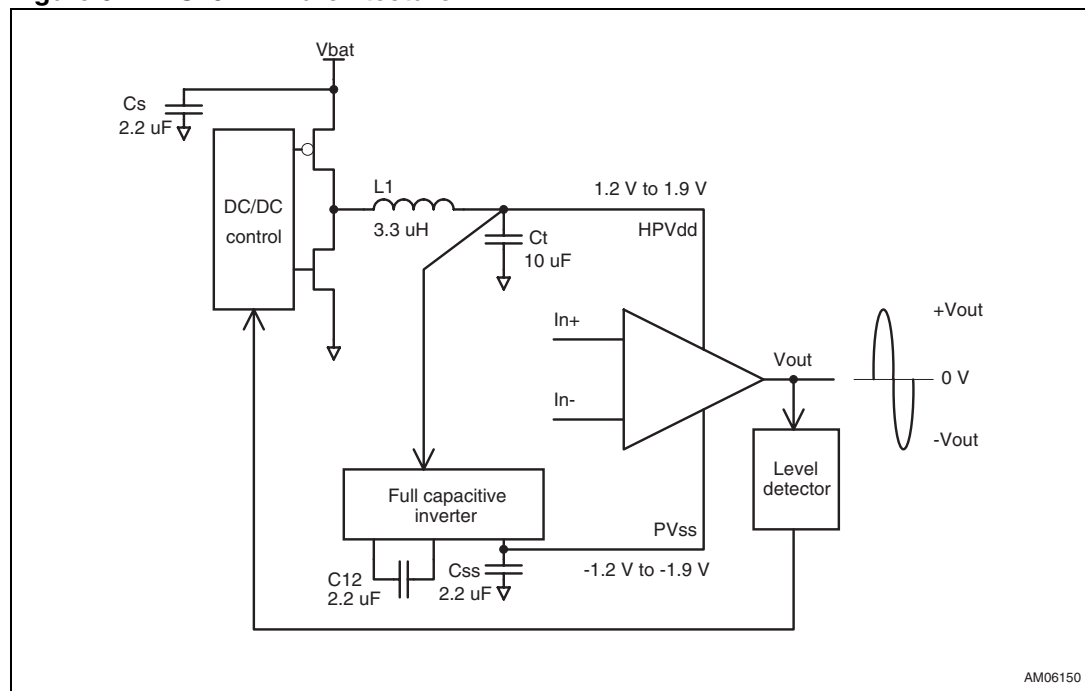 Vbat
Cs
2.2 uF
DC/DC
control
L1
3.3 uH
1.2 V to 1.9 V
HPVdd
Ct
10 uF
In+
In-
Vout
+Vout
0 V
-Vout
Level
detector
Full capacitive
inverter
PVss
-1.2 V to -1.9 V
C12
2.2 uF
Css
2.2 uF
AM06150